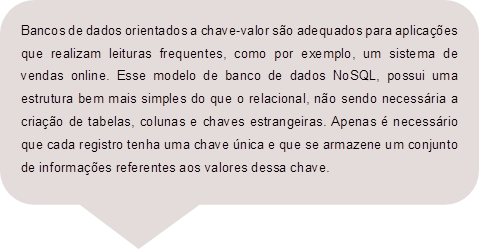 Bancos de dados orientados a chave-valor são adequados para aplicações
que realizam leituras frequentes, como por exemplo, um sistema de
vendas online. Esse modelo de banco de dados NoSQL, possui uma
estrutura bem mais simples do que o relacional, não sendo necessária a
criação de tabelas, colunas e chaves estrangeiras. Apenas é necessário
que cada registro tenha uma chave única e que se armazene um conjunto
de informações referentes aos valores dessa chave.